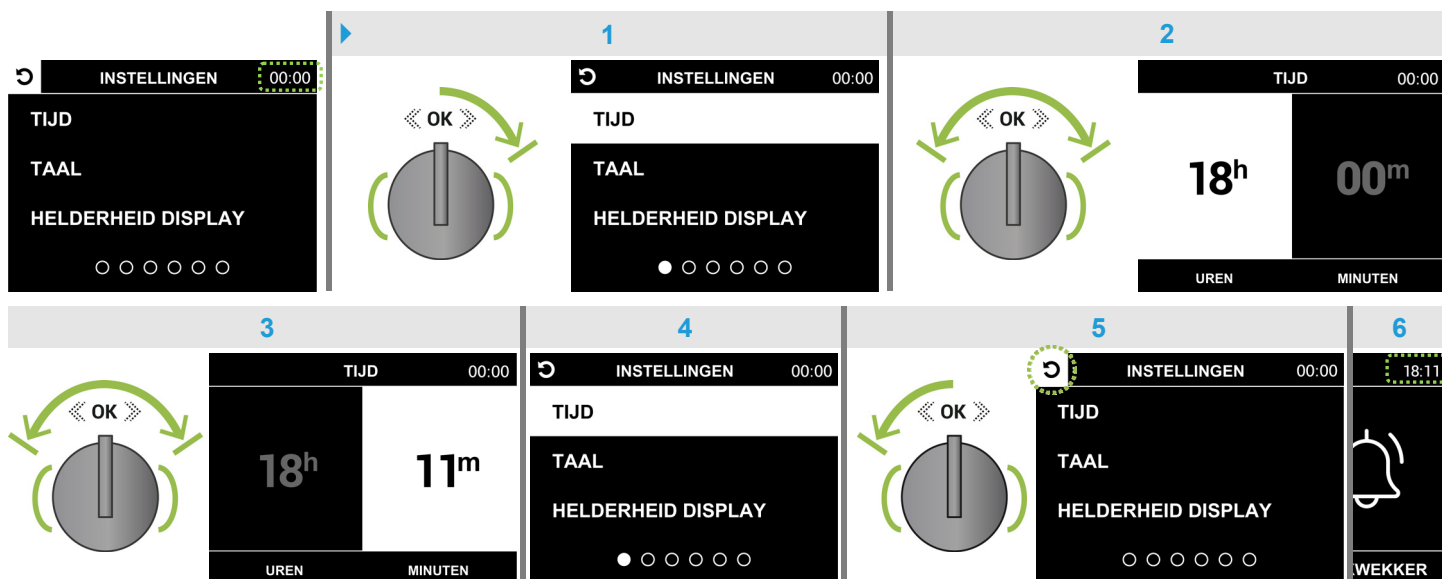 1
2
INSTELLINGEN 00:00
TIJD
TAAL
HELDERHEID DISPLAY
OK
INSTELLINGEN 00:00
TIJD
TAAL
HELDERHEID DISPLAY
OK
TIJD 00:00
18h 00m
UREN MINUTEN
3
4
5
6
OK
TIJD 00:00
18h 11m
UREN MINUTEN
INSTELLINGEN 00:00
TIJD
TAAL
HELDERHEID DISPLAY
OK
INSTELLINGEN 00:00
TIJD
TAAL
HELDERHEID DISPLAY
18:11
KWEKKER